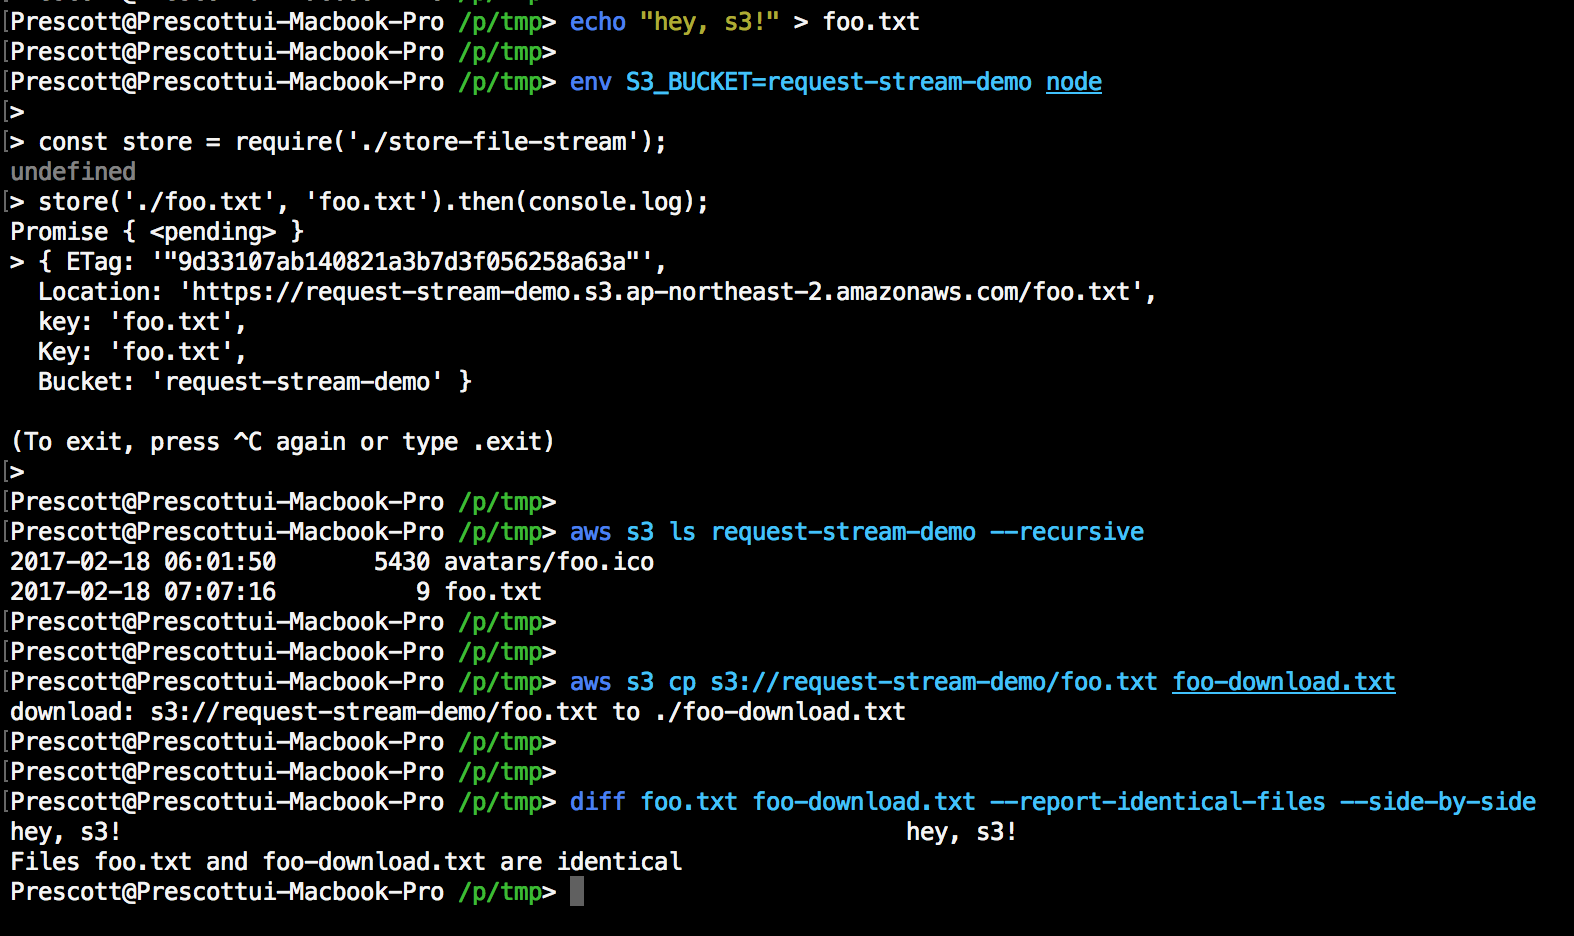 Prescott@Prescottui-Macbook-Pro /p/tmp> echo "hey, s3!" > foo.txt
Prescott@Prescottui-Macbook-Pro /p/tmp>
Prescott@Prescottui-Macbook-Pro /p/tmp> env S3_BUCKET=request-stream-demo node
>
> const store = require('./store-file-stream');
undefined
> store('./foo.txt', 'foo.txt').then(console.log);
Promise { <pending> }
> { ETag: '"9d33107ab140821a3b7d3f056258a63a"',
  Location: 'https://request-stream-demo.s3.ap-northeast-2.amazonaws.com/foo.txt',
  key: 'foo.txt',
  Key: 'foo.txt',
  Bucket: 'request-stream-demo' }
(To exit, press ^C again or type .exit)
>
Prescott@Prescottui-Macbook-Pro /p/tmp>
Prescott@Prescottui-Macbook-Pro /p/tmp> aws s3 ls request-stream-demo --recursive
2017-02-18 06:01:50       5430 avatars/foo.ico
2017-02-18 07:07:16          9 foo.txt
Prescott@Prescottui-Macbook-Pro /p/tmp>
Prescott@Prescottui-Macbook-Pro /p/tmp>
Prescott@Prescottui-Macbook-Pro /p/tmp> aws s3 cp s3://request-stream-demo/foo.txt foo-download.txt
download: s3://request-stream-demo/foo.txt to ./foo-download.txt
Prescott@Prescottui-Macbook-Pro /p/tmp>
Prescott@Prescottui-Macbook-Pro /p/tmp>
Prescott@Prescottui-Macbook-Pro /p/tmp> diff foo.txt foo-download.txt --report-identical-files --side-by-side
hey, s3!                                                        hey, s3!
Files foo.txt and foo-download.txt are identical
Prescott@Prescottui-Macbook-Pro /p/tmp>